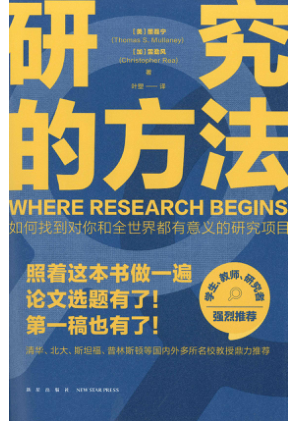 研究
[美]墨磊宁
(Thomas S. Mullaney)
[加]雷勤风
(Christopher Rea)
著
叶塑——译
的方法
WHERE RESEARCH BEGINS
如何找到对你和全世界都有意义的研究项目
照着这本书做一遍
论文选题有了!
第一稿也有了!
学生、教师、研究者
强烈推荐
清华、北大、斯坦福、普林斯顿等国内外多所名校教授鼎力推荐
新星出版社 NEW STAR PRESS